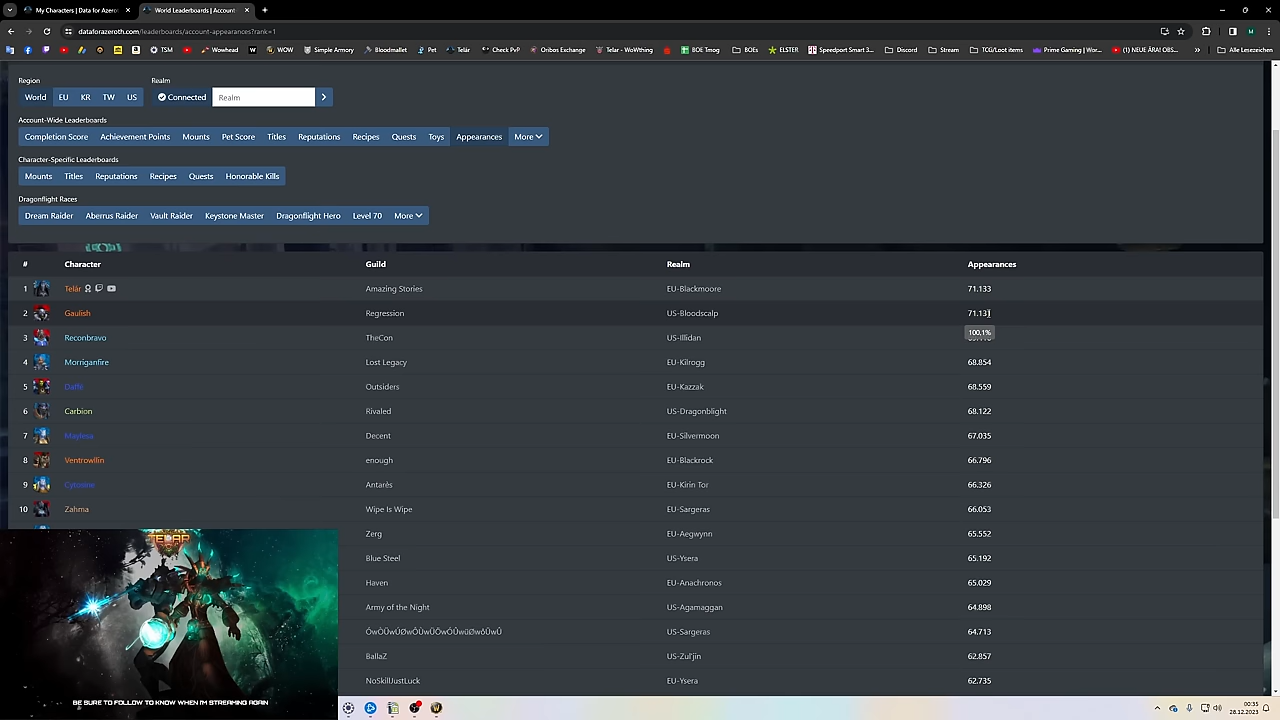 My Characters | Data for Azerot
World Leaderboards | Account
dataforazeroth.com/leaderboards/account-appearances?rank=1
TSM
Wowhead
WOW
Simple Armory
Bloodmallet
Pet
Telár
Check PvP
Oribos Exchange
Telar - WoWthing
BOE Tmog
BOEs
ELSTER
Speedport Smart 3...
Discord
Stream
TCG/Loot items
Prime Gaming | Wor...
(1) NEUE ÄRA! OBS...
Alle Lesezeichen
Region Realm
World EU KR TW US Connected Realm
Account-Wide Leaderboards
Completion Score Achievement Points Mounts Pet Score Titles Reputations Recipes Quests Toys Appearances More
Character-Specific Leaderboards
Mounts Titles Reputations Recipes Quests Honorable Kills
Dragonflight Races
Dream Raider Aberrus Raider Vault Raider Keystone Master Dragonflight Hero Level 70 More
# Character Guild Realm Appearances
1 Telár Amazing Stories EU-Blackmoore 71.133
2 Gaulish Regression US-Bloodscalp 71.131
100,1%
3 Reconbravo TheCon US-Illidan
4 Morriganfire Lost Legacy EU-Kilrogg 68.854
5 Outsiders EU-Kazzak 68.559
6 Carbion Rivaled US-Dragonblight 68.122
7 Maylesa Decent EU-Silvermoon 67.035
8 enough EU-Blackrock 66.796
9 Antarès EU-Kirin Tor 66.326
10 Zahma Wipe Is Wipe EU-Sargeras 66.053
Zerg EU-Aegwynn 65.552
Blue Steel US-Ysera 65.192
Haven EU-Anachronos 65.029
Army of the Night US-Agamaggan 64.898
US-Sargeras 64.713
BallaZ US-Zul'jin 62.857
NoSkillJustLuck EU-Ysera 62.735
TELAR
BE SURE TO FOLLOW TO KNOW WHEN I'M STREAMING AGAIN
00:35
28.12.2023